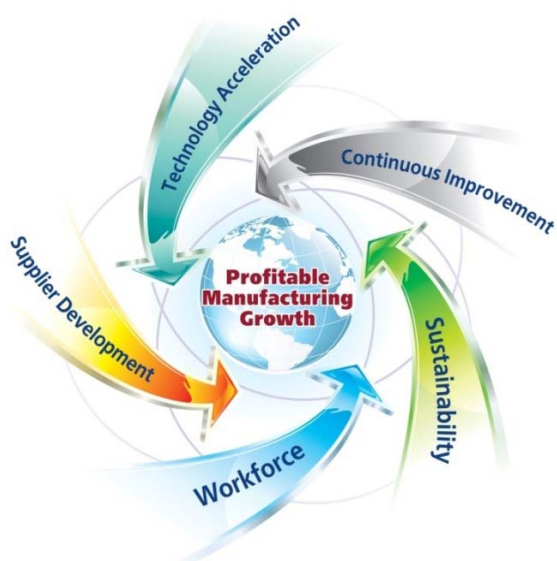 Technology Acceleration
Continuous Improvement
Supplier Development
Profitable
Manufacturing
Growth
Sustainability
Workforce